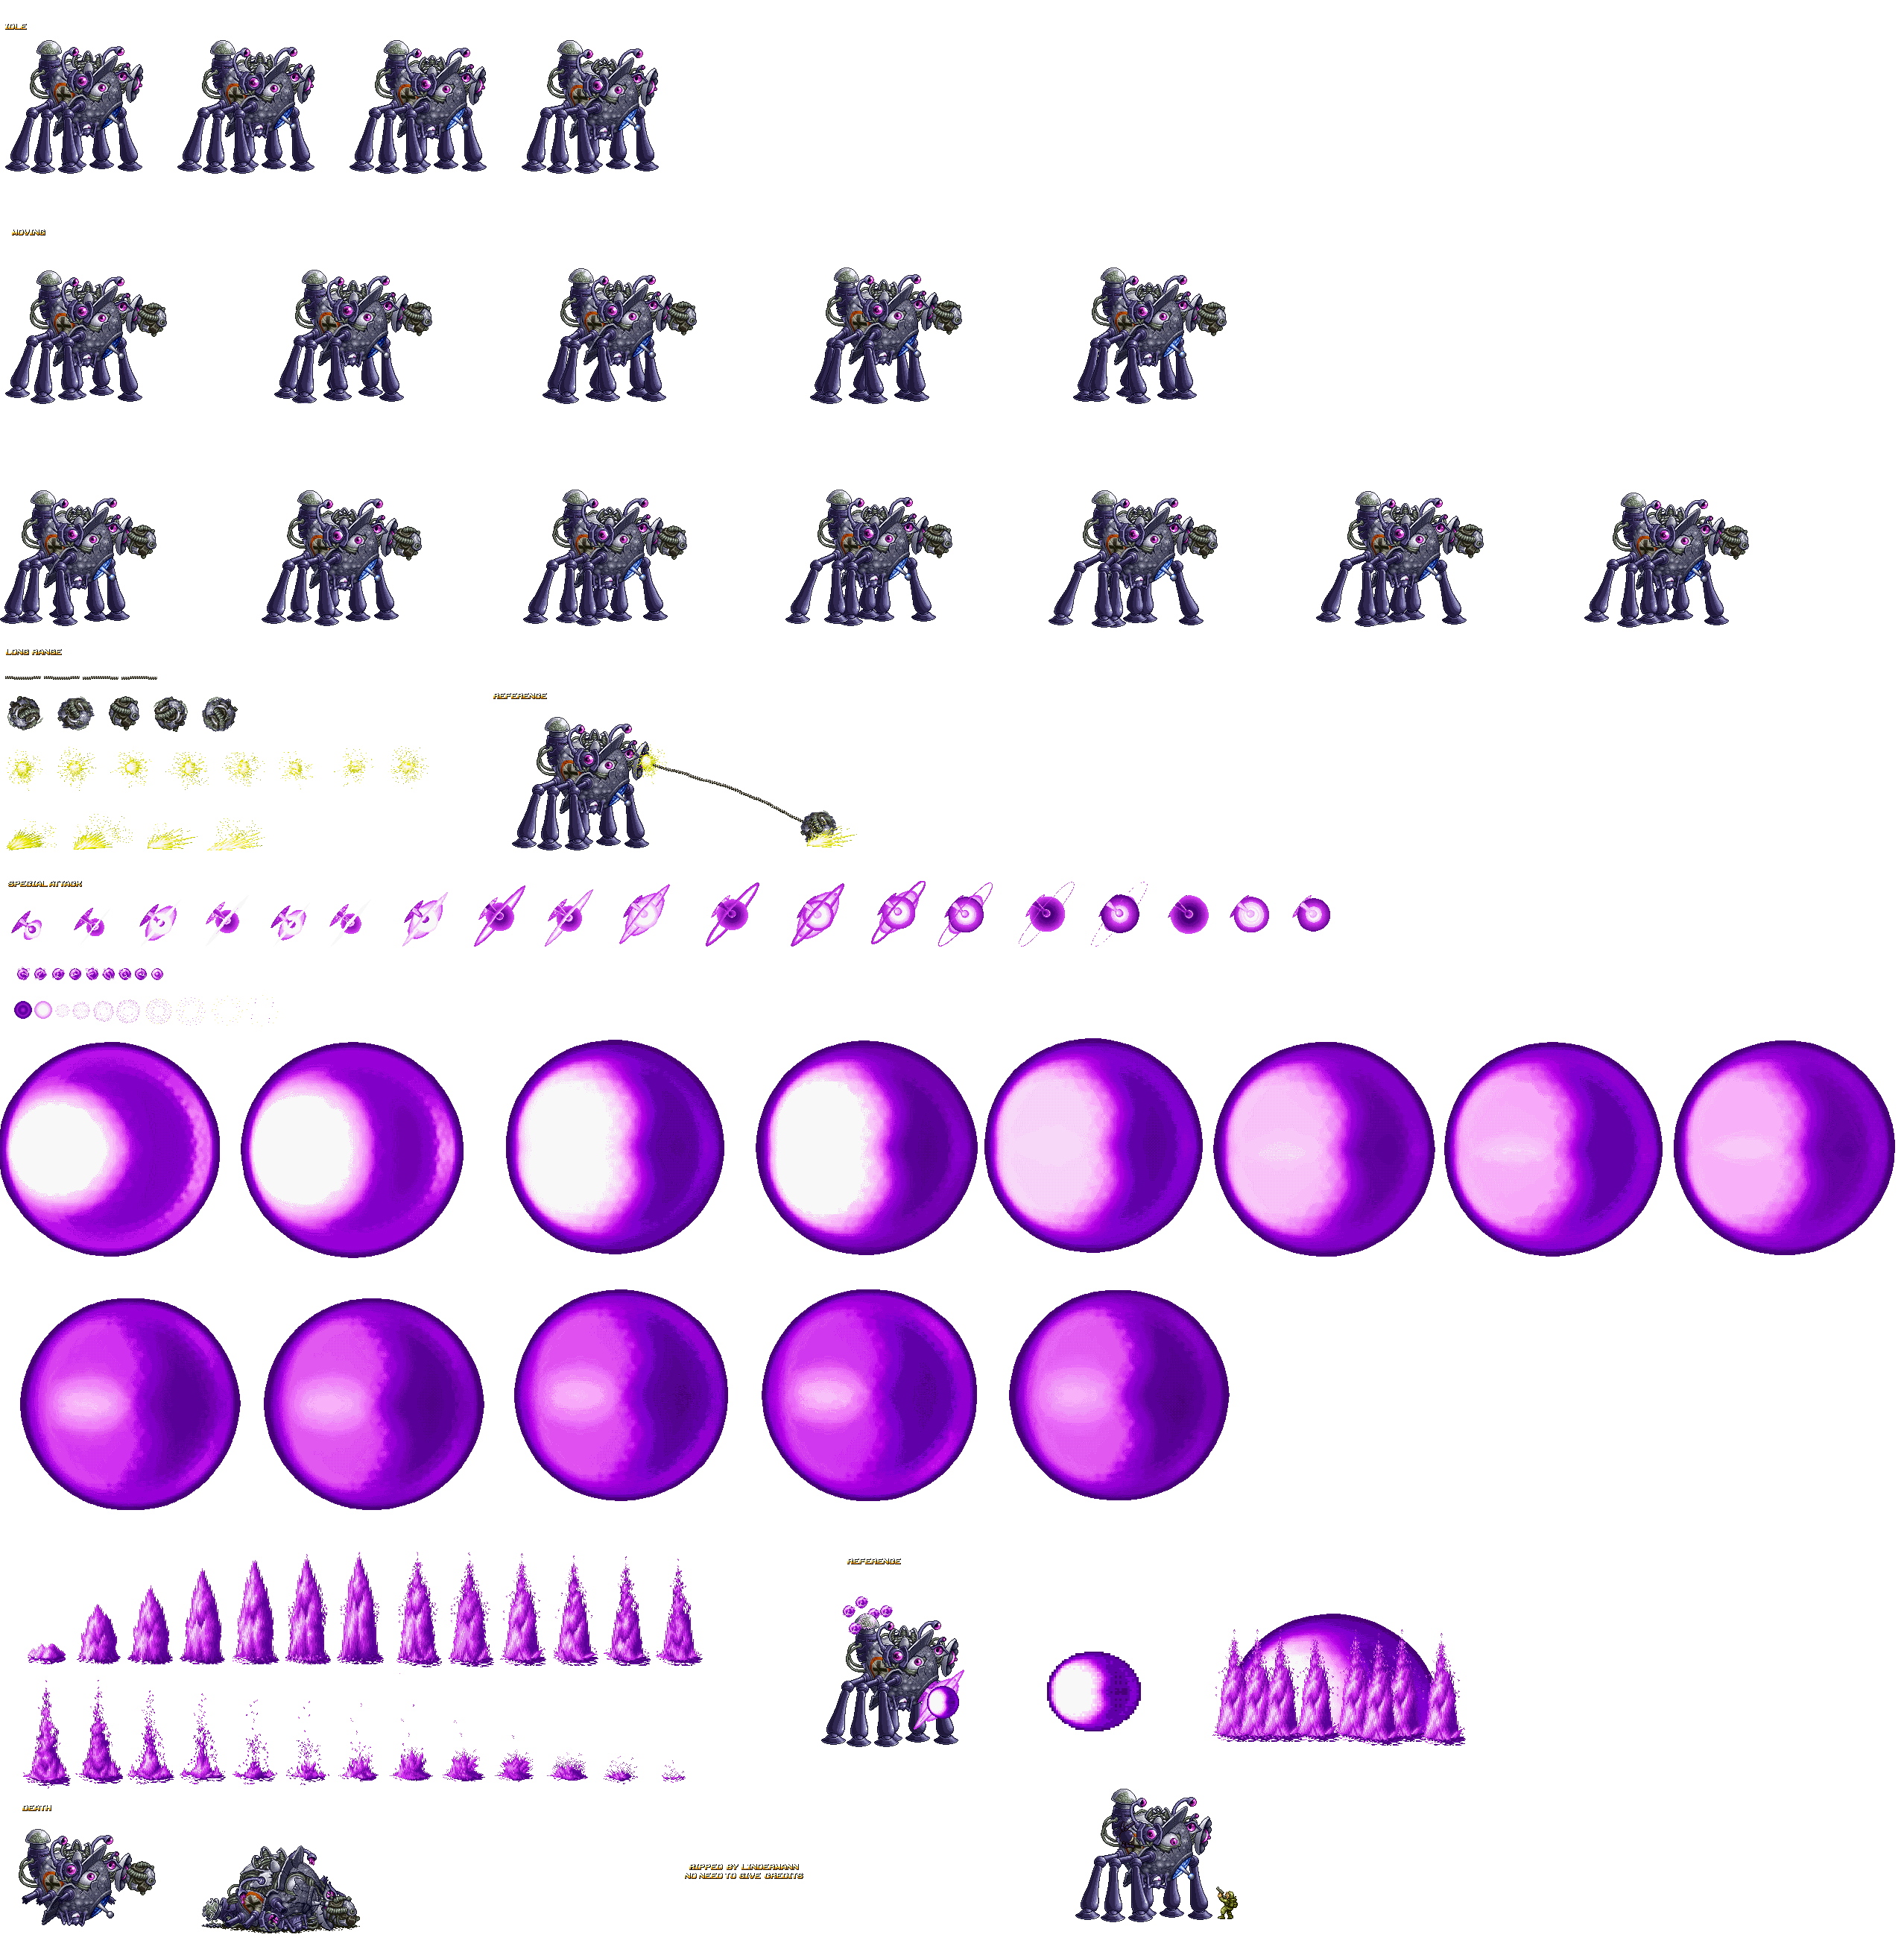 IDLE
MOVING
LONG RANGE
REFERENCE
SPECIAL ATTACK
REFERENCE
DEATH
RIPPED BY LINDERMANN
NO NEED TO GIVE CREDITS